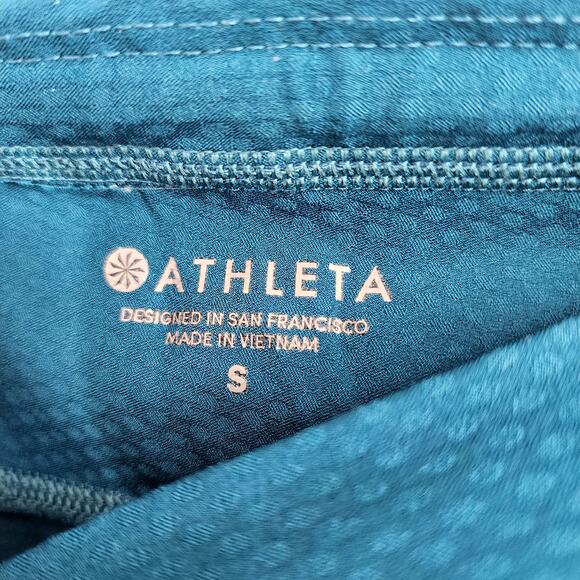 ATHLETA
DESIGNED IN SAN FRANCISCO
MADE IN VIETNAM
S